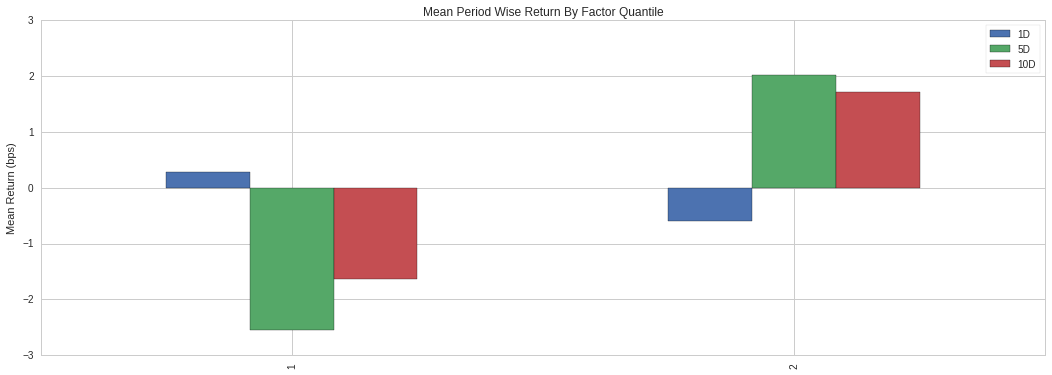 Mean Period Wise Return By Factor Quantile
3
2
1
0
−1
−2
−3
Mean Return (bps)
1D
5D
10D
1
2